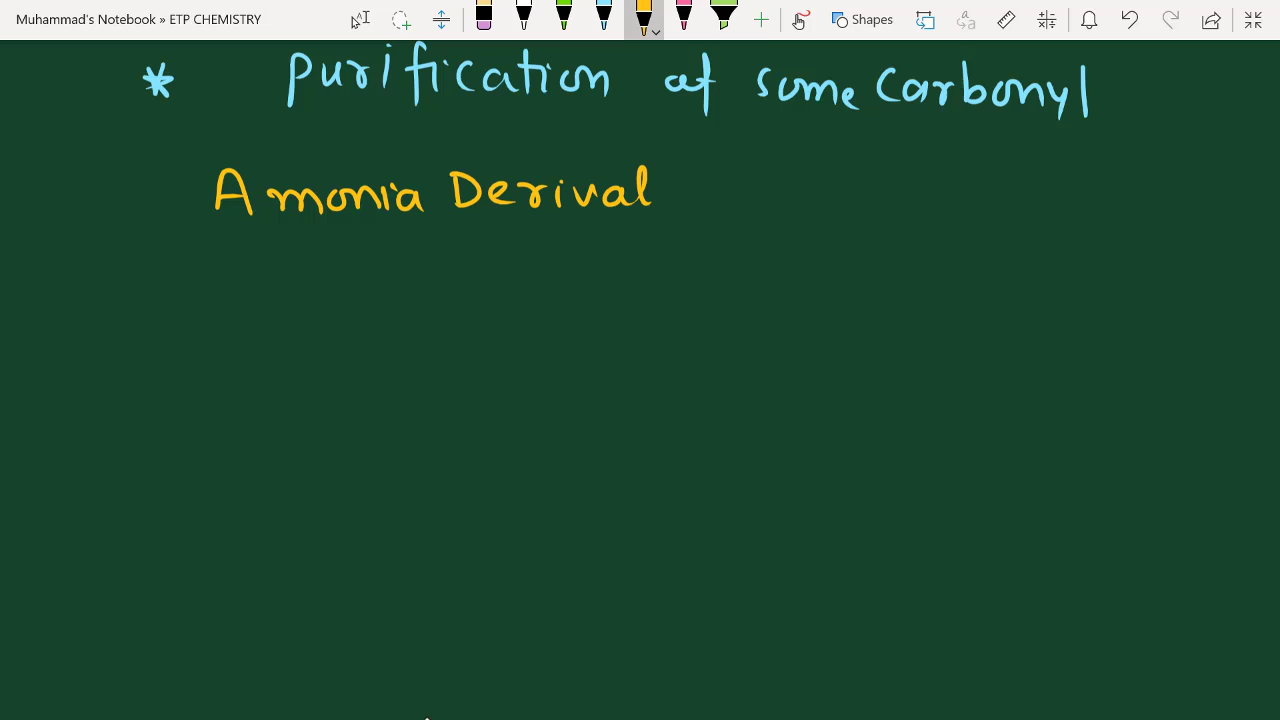 Muhammad's Notebook » ETP CHEMISTRY
Shapes
* Purification of some Carbonyl
Amonia Derival